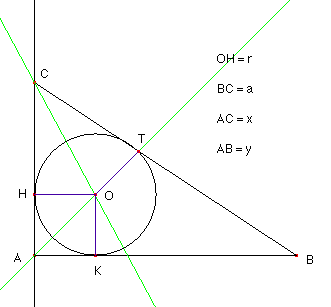 C
OH = r
BC = a
AC = x
AB = y
T
H
O
A
K
B